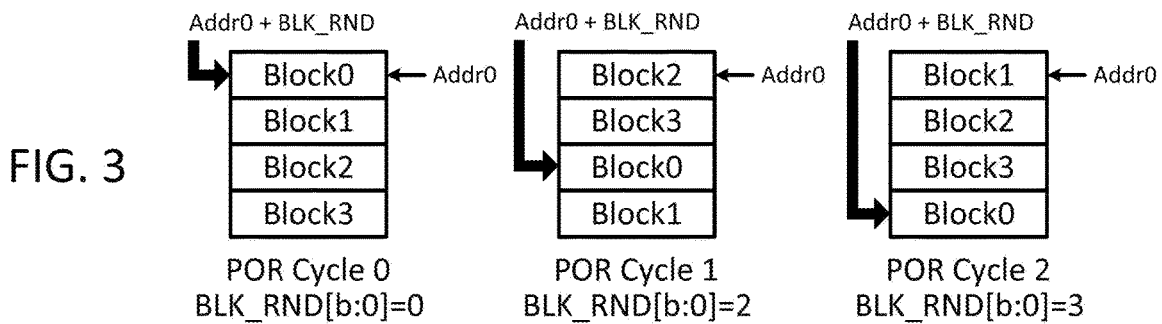 Addr0 + BLK_RND
Addr0 + BLK_RND
Addr0 + BLK_RND
Block0
Addr0
Block2
Addr0
Block1
Addr0
Block1
Block3
Block2
FIG. 3
Block2
Block0
Block3
Block3
Block1
Block0
POR Cycle 0
POR Cycle 1
POR Cycle 2
BLK_RND[b:0]=0
BLK_RND[b:0]=2
BLK_RND[b:0]=3